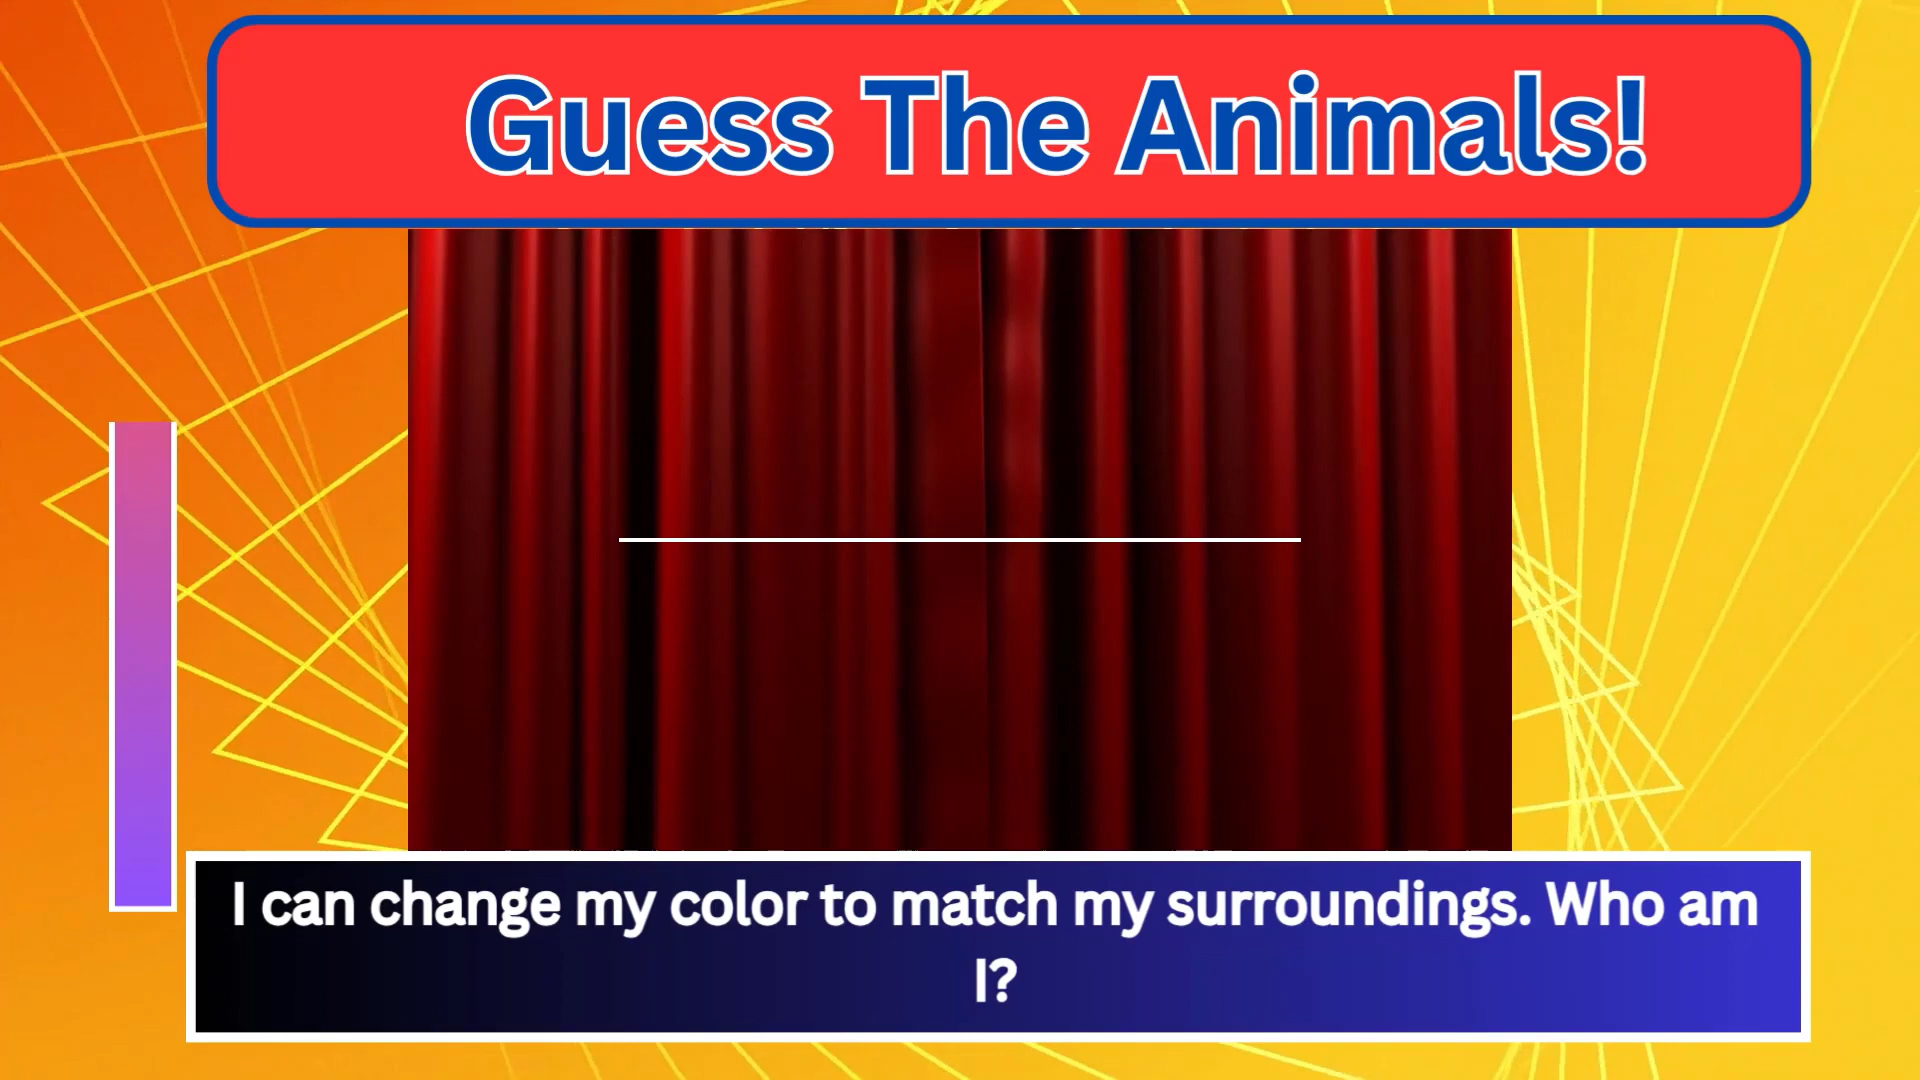 Guess The Animals!
I can change my color to match my surroundings. Who am
I?